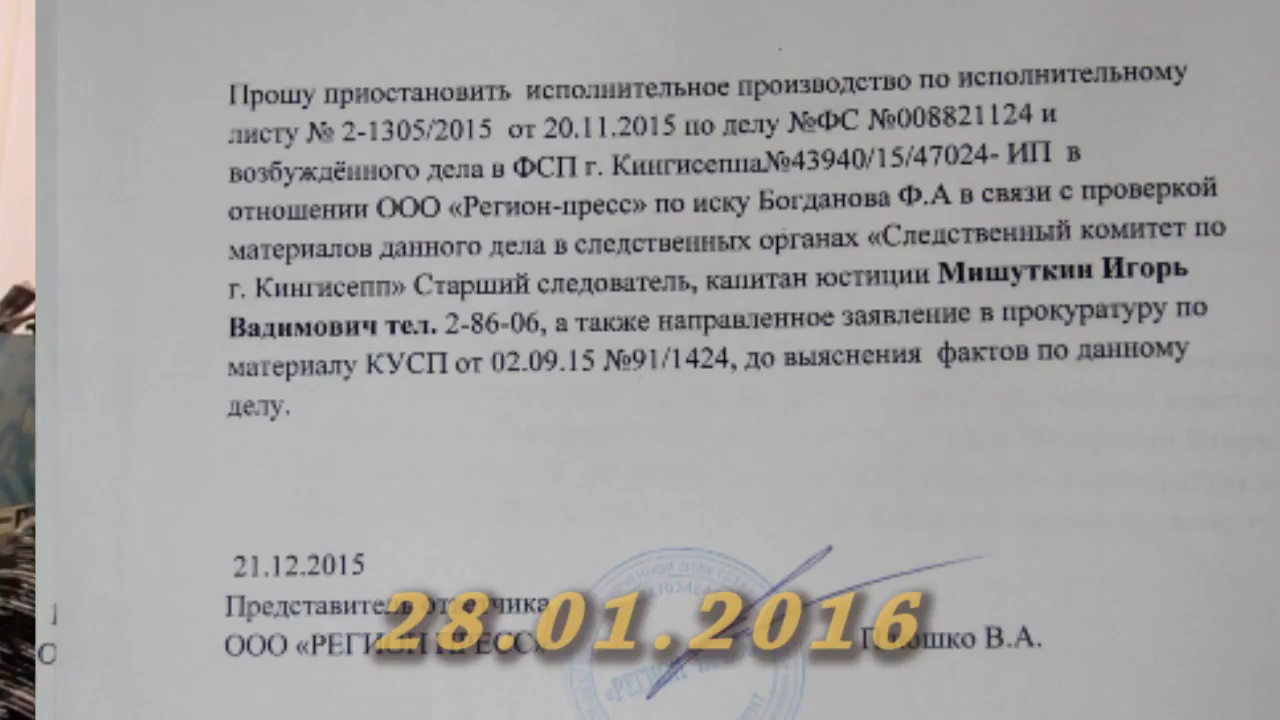 Прошу приостановить исполнительное производство по исполнительному
листу № 2-1305/2015 от 20.11.2015 по делу №ФС №008821124 и
возбуждённого дела в ФСП г. Кингисеппа№43940/15/47024- ИП в
отношении ООО «Регион-пресс» по иску Богданова Ф.А в связи с проверкой
материалов данного дела в следственных органах «Следственный комитет по
г. Кингисепп» Старший следователь, капитан юстиции Мишуткин Игорь
Вадимович тел. 2-86-06, а также направленное заявление в прокуратуру по
материалу КУСП от 02.09.15 №91/1424, до выяснения фактов по данному
делу.
21.12.2015
Представитель ответчика
28.01.2016
ООО «РЕГИОН ПРЕСС»
В.А.